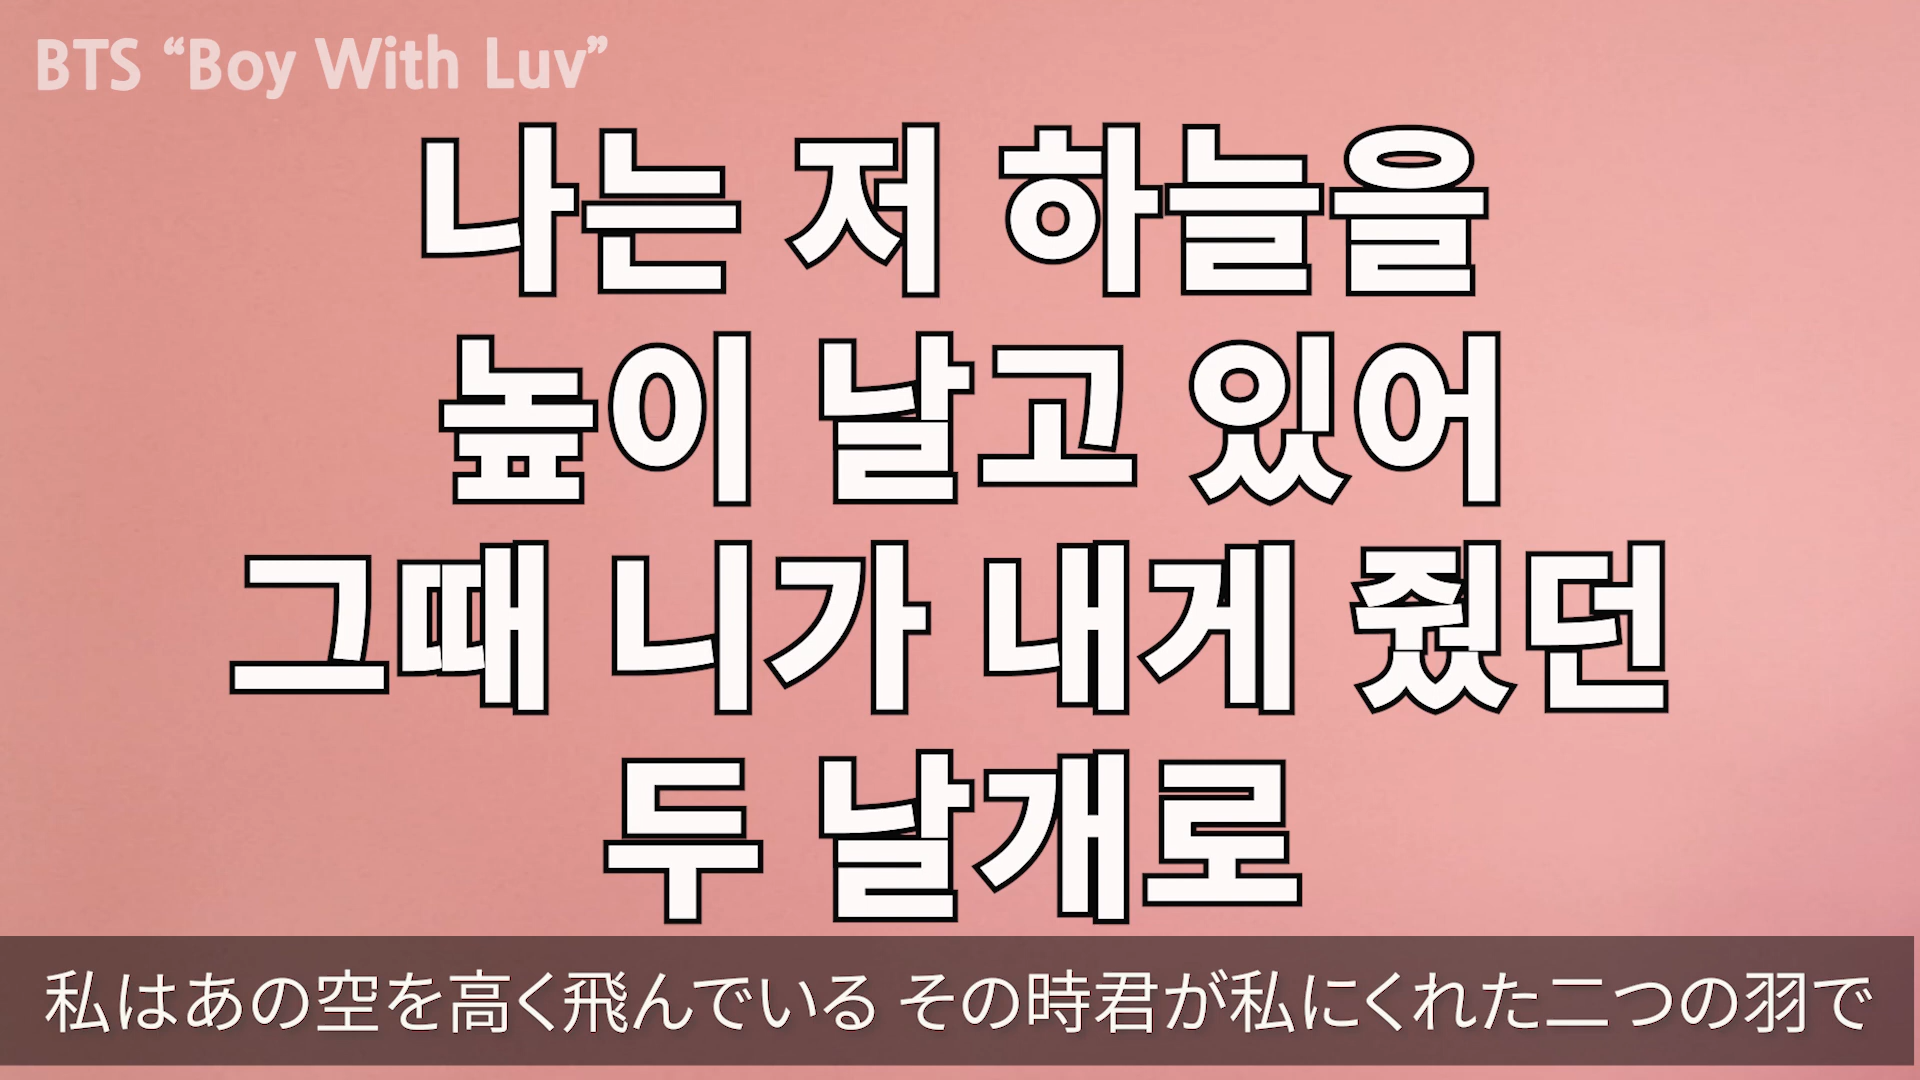 BTS “Boy With Luv”
나는 저 하늘을
높이 날고 있어
그때 니가 내게 줬던
두 날개로
私はあの空を高く飛んでいる その時君が私にくれた二つの羽で